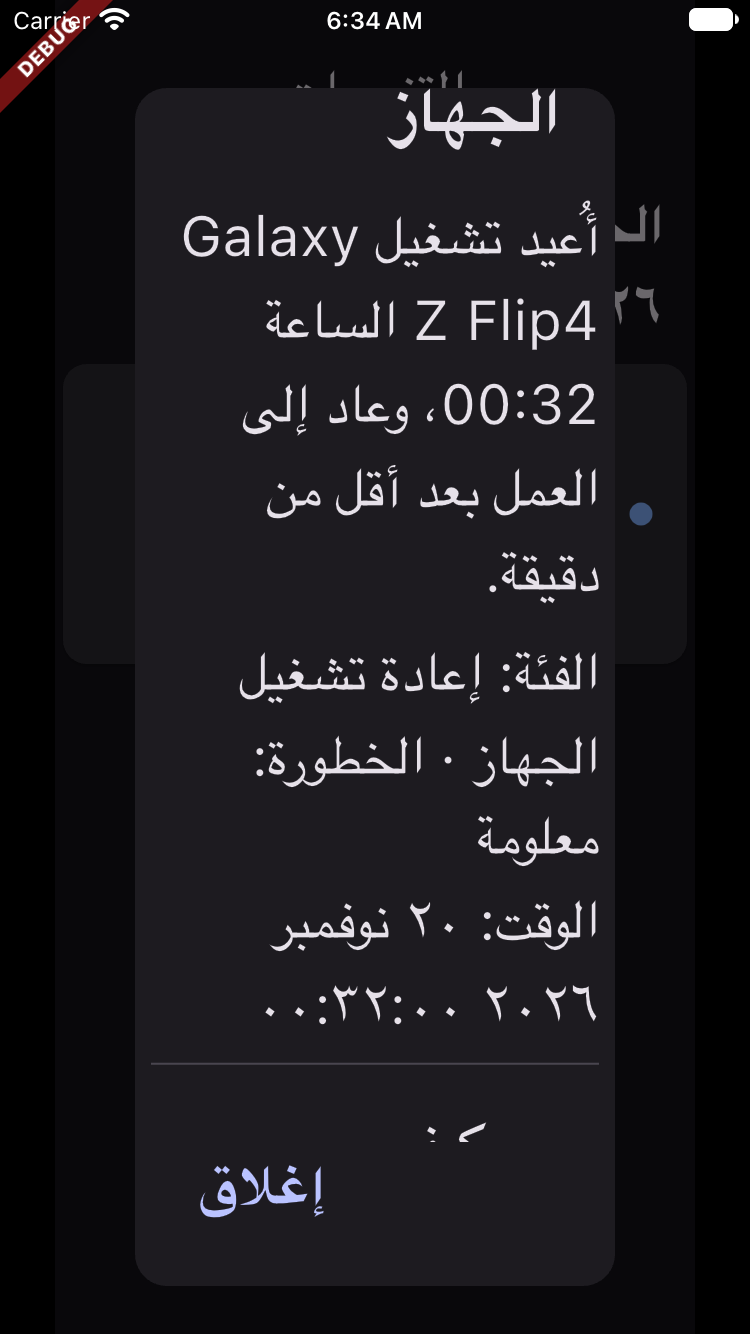 Carrier 6:34 AM
DEBUG
الجهاز
أُعيد تشغيل Galaxy
Z Flip4 الساعة
00:32، وعاد إلى
العمل بعد أقل من
دقيقة.
الفئة: إعادة تشغيل
الجهاز · الخطورة:
معلومة
الوقت: ٢٠ نوفمبر
٢٠٢٦ ٠٠:٣٢:٠٠
إغلاق